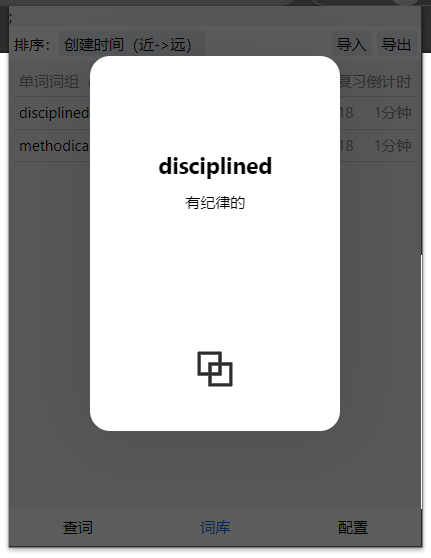 ;
排序： 创建时间（近->远） 导入 导出
单词词组 复习倒计时
disciplined 18 1分钟
methodica 18 1分钟
disciplined
有纪律的
查词 词库 配置